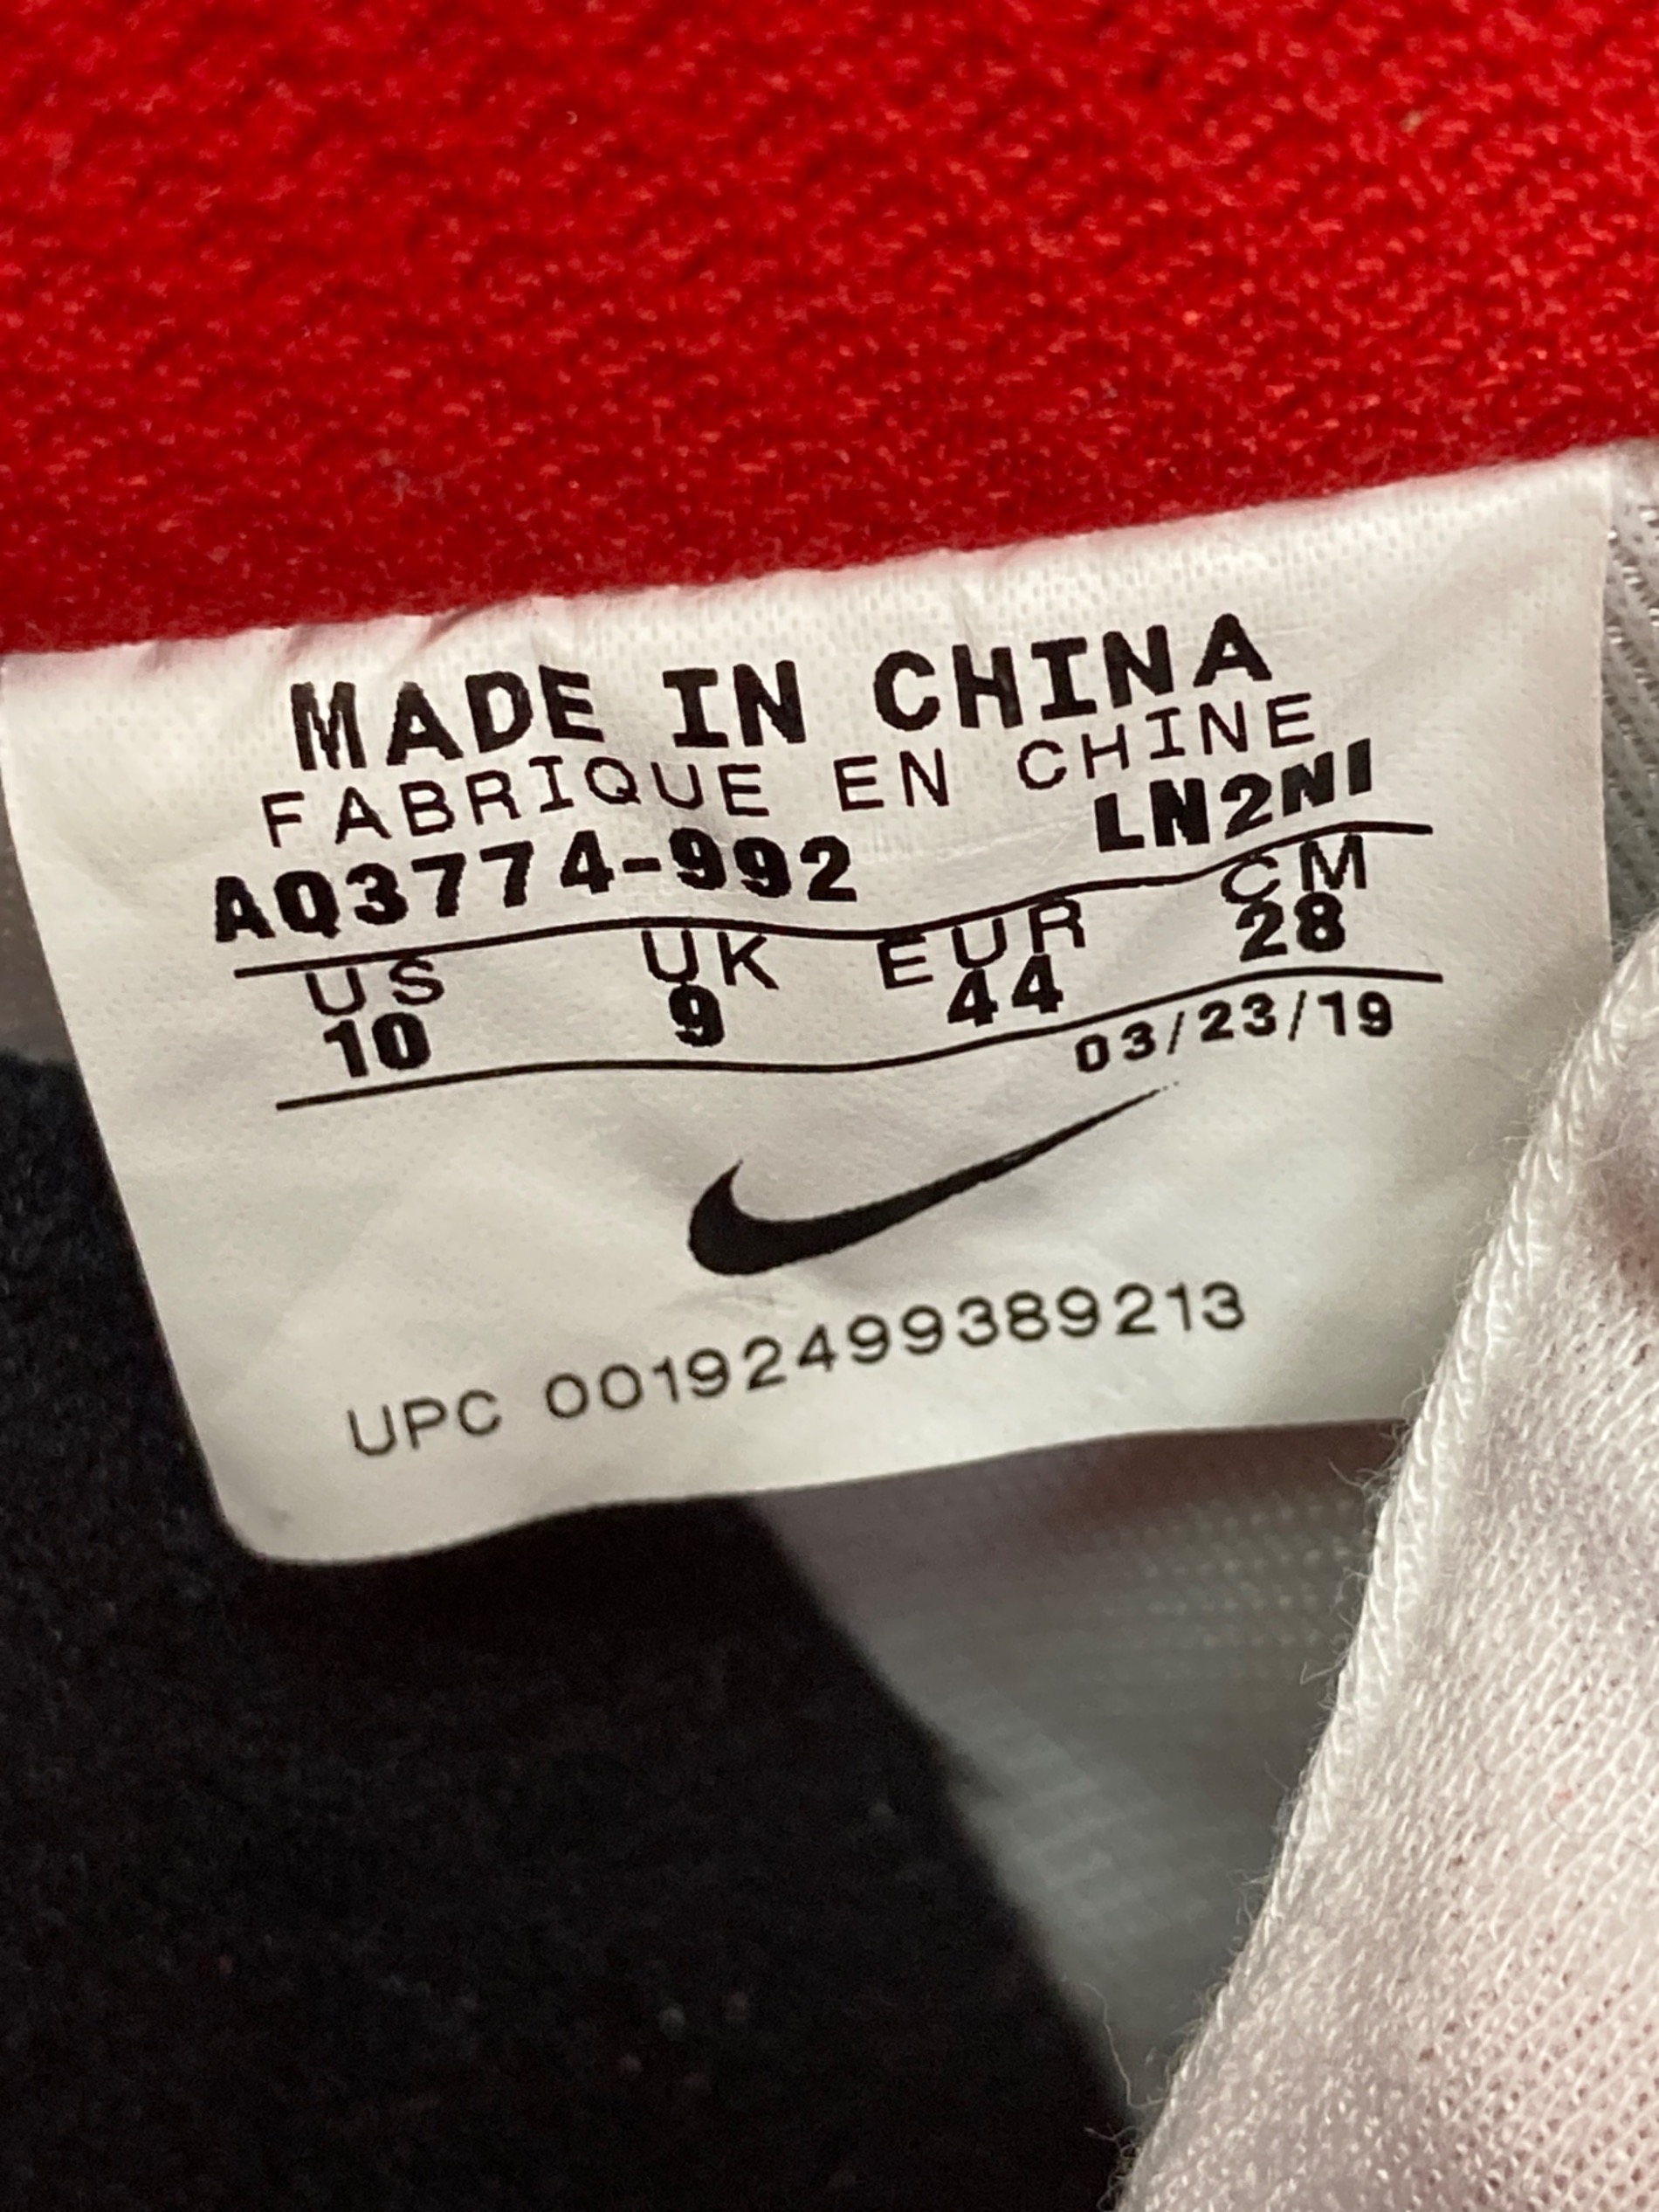 MADE IN CHINA
FABRIQUE EN CHINE
AQ3774-992 LN2NI
US UK EUR CM
10 9 44 28
03/23/19
UPC 00192499389213